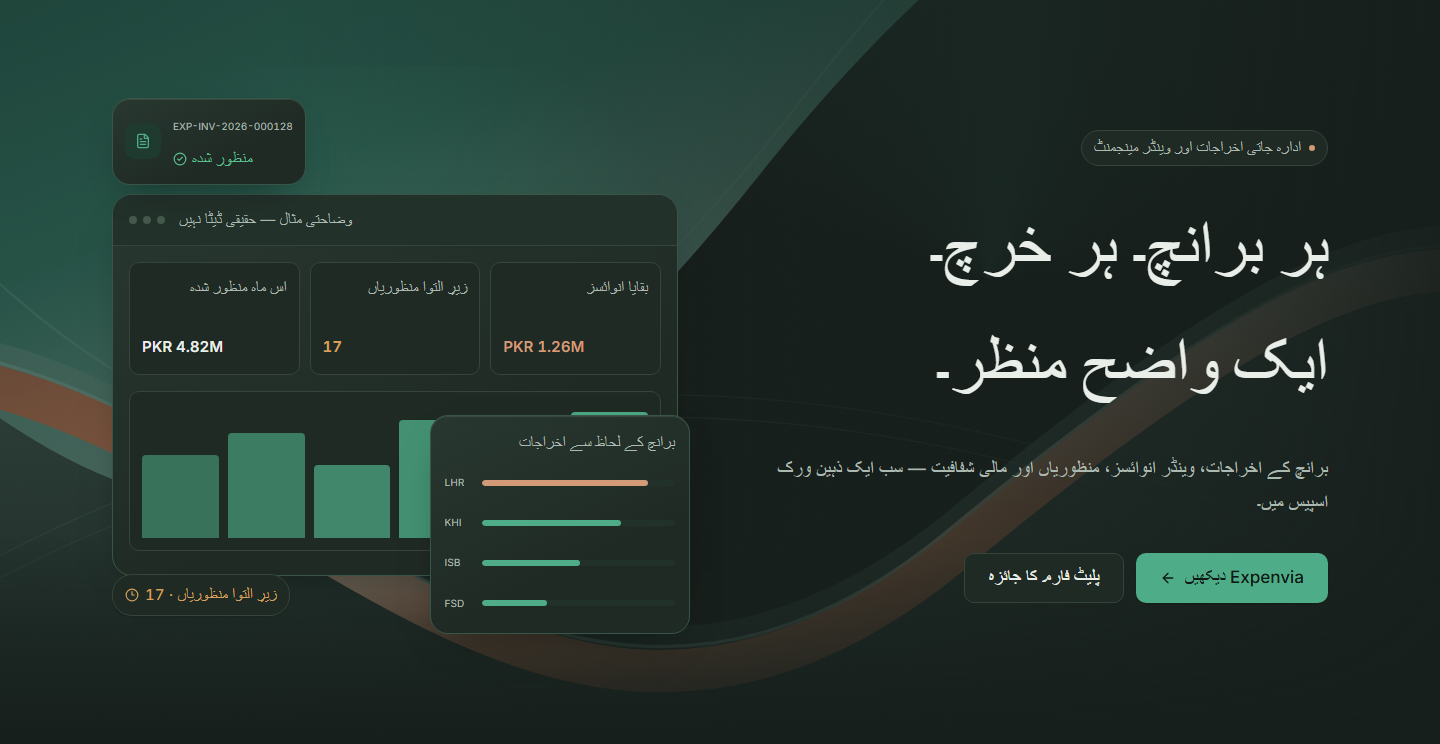 ادارہ جاتی اخراجات اور وینڈر مینجمنٹ
ہر برانچ۔ ہر خرچ۔
ایک واضح منظر۔
برانچ کے اخراجات، وینڈر انوائسز، منظوریاں اور مالی شفافیت — سب ایک ذہین ورک
اسپیس میں۔
Expenvia دیکھیں ←
پلیٹ فارم کا جائزہ
EXP-INV-2026-000128
منظور شدہ
وضاحتی مثال — حقیقی ڈیٹا نہیں
بقایا انوائسز
PKR 1.26M
زیرِ التوا منظوریاں
17
اس ماہ منظور شدہ
PKR 4.82M
برانچ کے لحاظ سے اخراجات
LHR
KHI
ISB
FSD
زیرِ التوا منظوریاں · 17